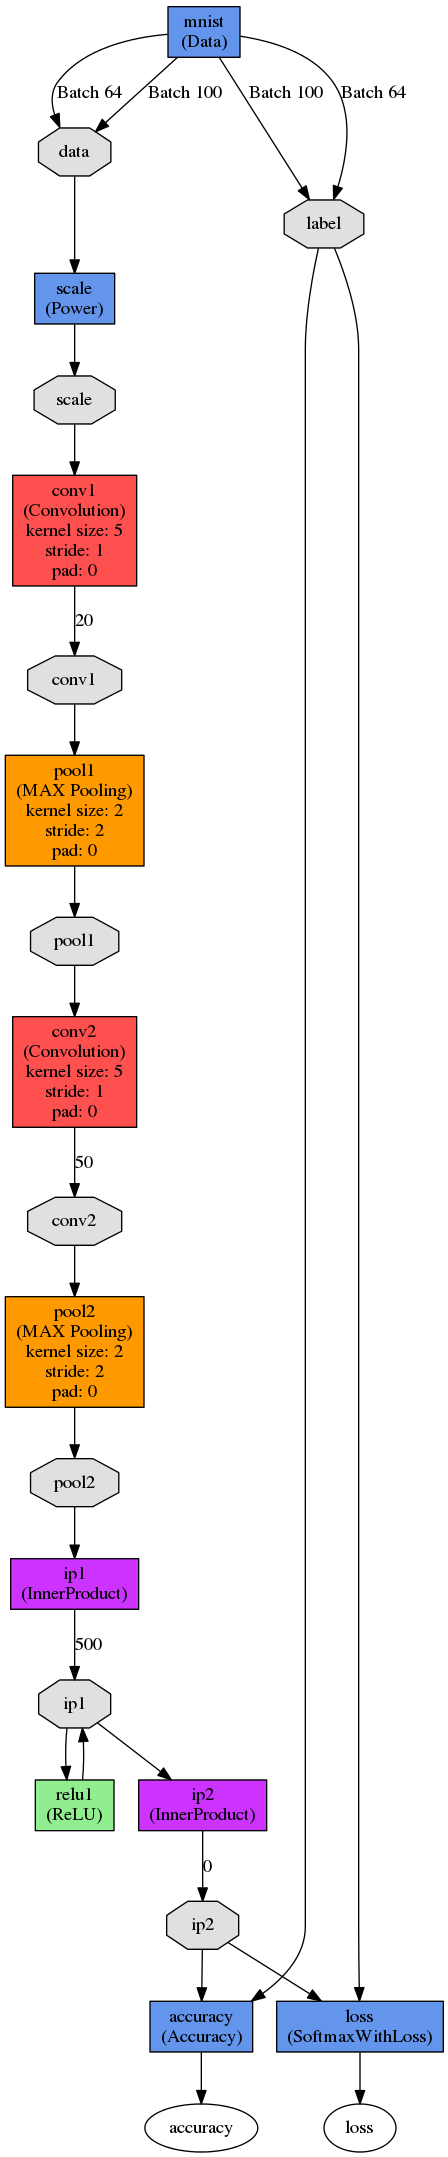 mnist
(Data)
Batch 64
Batch 100
Batch 100
Batch 64
data
label
scale
(Power)
scale
conv1
(Convolution)
kernel size: 5
stride: 1
pad: 0
20
conv1
pool1
(MAX Pooling)
kernel size: 2
stride: 2
pad: 0
pool1
conv2
(Convolution)
kernel size: 5
stride: 1
pad: 0
50
conv2
pool2
(MAX Pooling)
kernel size: 2
stride: 2
pad: 0
pool2
ip1
(InnerProduct)
500
ip1
relu1
(ReLU)
ip2
(InnerProduct)
0
ip2
accuracy
(Accuracy)
loss
(SoftmaxWithLoss)
accuracy
loss